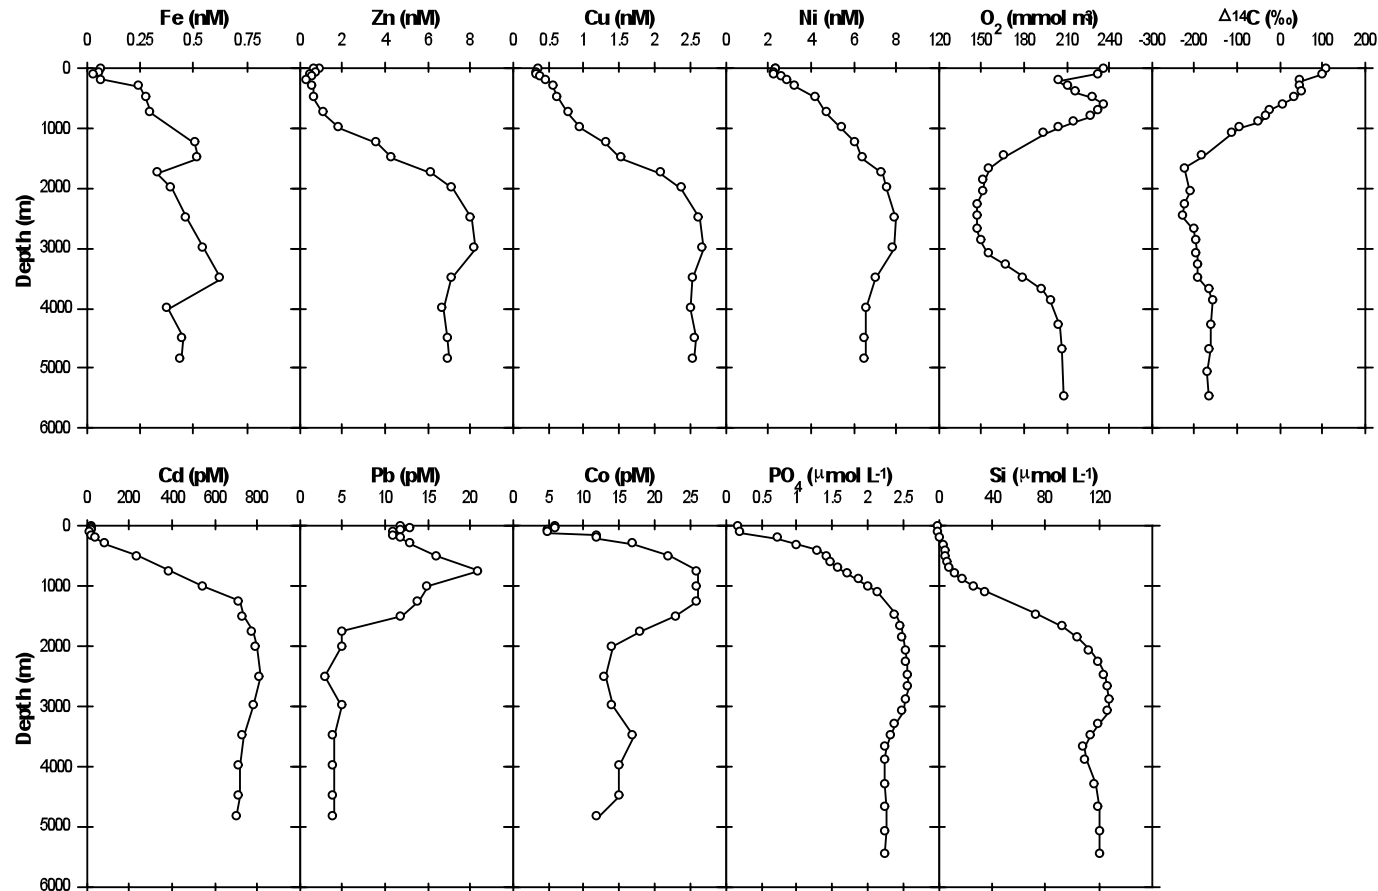 Fe (nM) Zn (nM) Cu (nM) Ni (nM) O2 (mmol m3) Δ14C (‰)
0 0.25 0.5 0.75 0 2 4 6 8 0 0.5 1 1.5 2 2.5 0 2 4 6 8 120 150 180 210 240 -300 -200 -100 0 100 200
0
1000
2000
3000
4000
5000
6000
Depth (m)
Cd (pM) Pb (pM) Co (pM) PO4 (μmol L-1) Si (μmol L-1)
0 200 400 600 800 0 5 10 15 20 0 5 10 15 20 25 0 0.5 1 1.5 2 2.5 0 40 80 120
0
1000
2000
3000
4000
5000
6000
Depth (m)